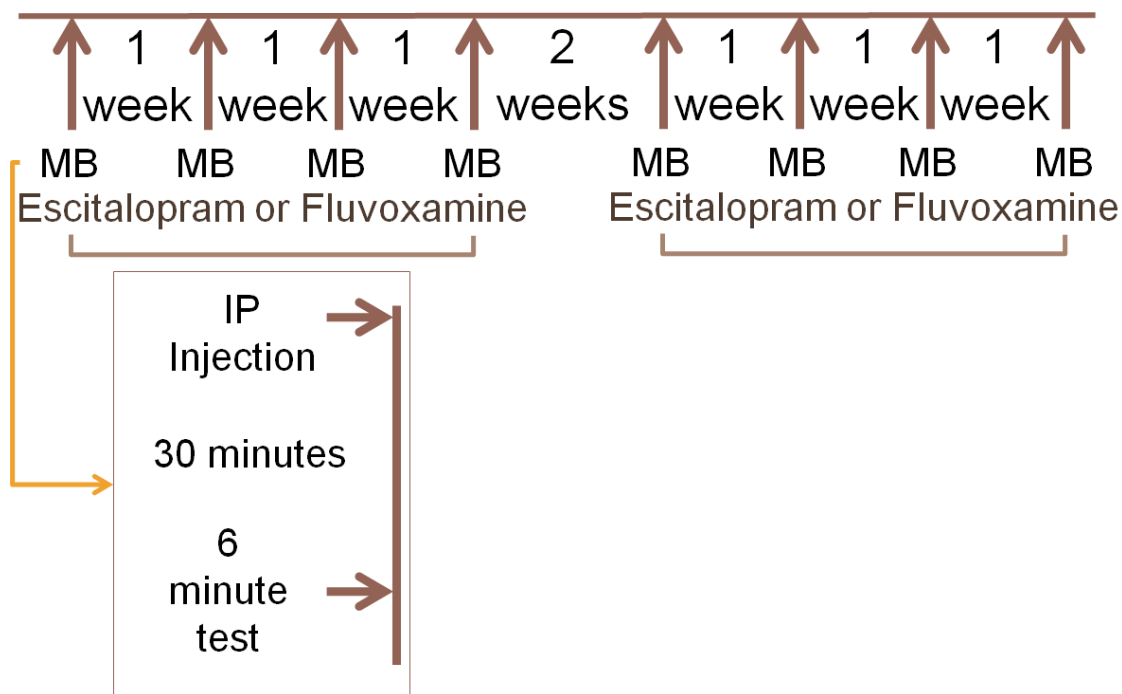 1 1 1 2 1 1 1
week week week weeks week week week
MB MB MB MB MB MB MB MB
Escitalopram or Fluvoxamine Escitalopram or Fluvoxamine
IP
Injection
30 minutes
6
minute
test